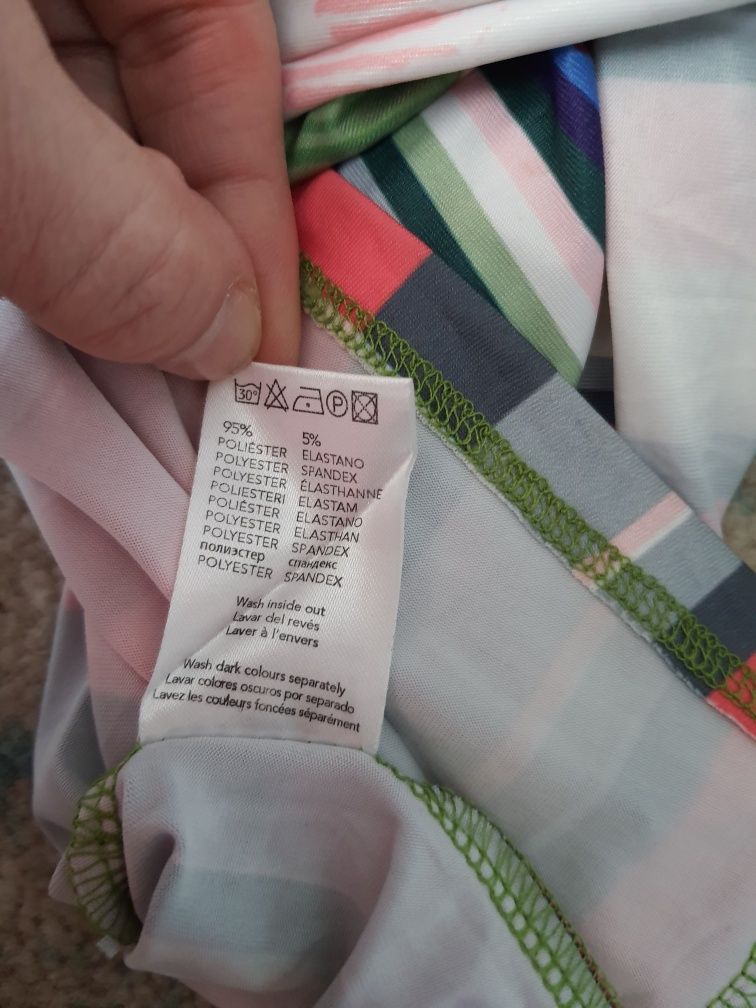 30°
P
95% 5%
POLIÉSTER ELASTANO
POLYESTER SPANDEX
POLYESTER ÉLASTHANNE
POLIESTERI ELASTAM
POLIÉSTER ELASTANO
POLYESTER ELASTHAN
POLYESTER SPANDEX
полиэстер спандекс
POLYESTER SPANDEX
Wash inside out
Lavar del revés
Laver à l'envers
Wash dark colours separately
Lavar colores oscuros por separado
Lavez les couleurs foncées séparément